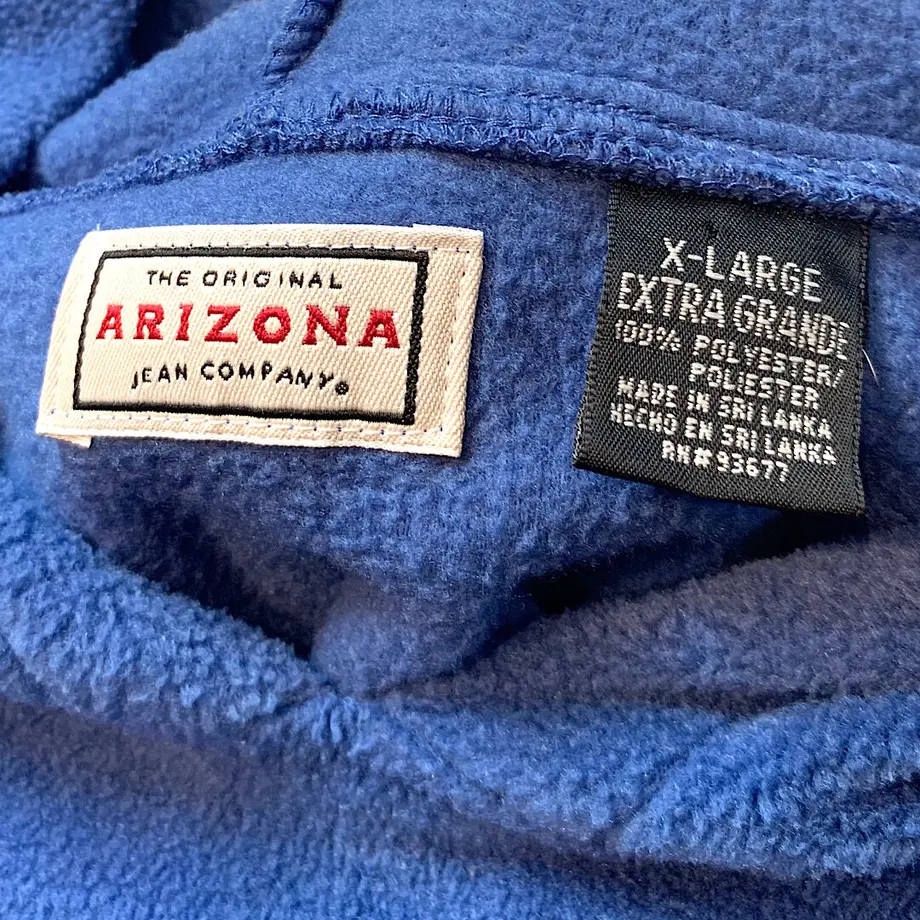 THE ORIGINAL
ARIZONA
JEAN COMPANY®
X-LARGE
EXTRA GRANDE
100% POLYESTER/
POLIESTER
MADE IN SRI LANKA
HECHO EN SRI LANKA
RN#93677